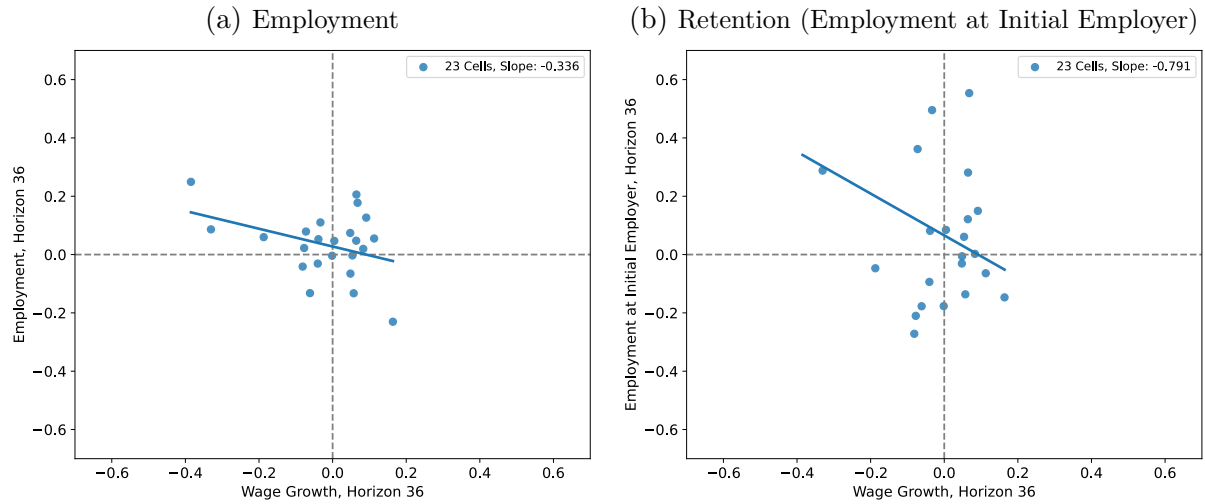 (a) Employment
23 Cells, Slope: -0.336
Employment, Horizon 36
0.6
0.4
0.2
0.0
−0.2
−0.4
−0.6
−0.6 −0.4 −0.2 0.0 0.2 0.4 0.6
Wage Growth, Horizon 36
(b) Retention (Employment at Initial Employer)
23 Cells, Slope: -0.791
Employment at Initial Employer, Horizon 36
0.6
0.4
0.2
0.0
−0.2
−0.4
−0.6
−0.6 −0.4 −0.2 0.0 0.2 0.4 0.6
Wage Growth, Horizon 36